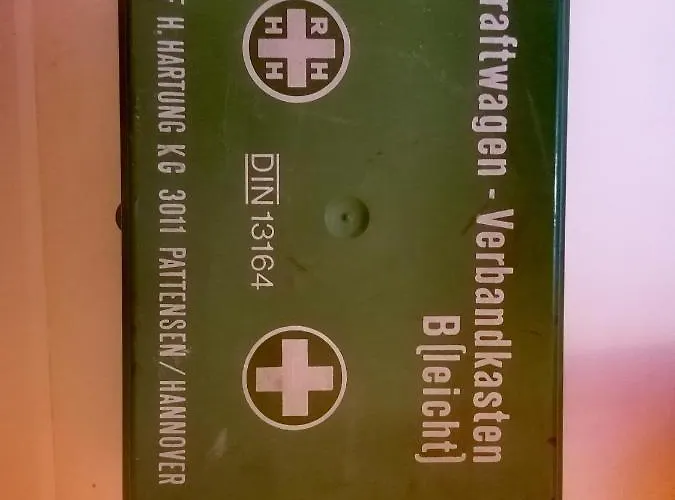 raftwagen - Verbandkasten
B(leicht)
R H
H H
DIN 13164
H. HARTUNG KG 3011 PATTENSEN / HANNOVER